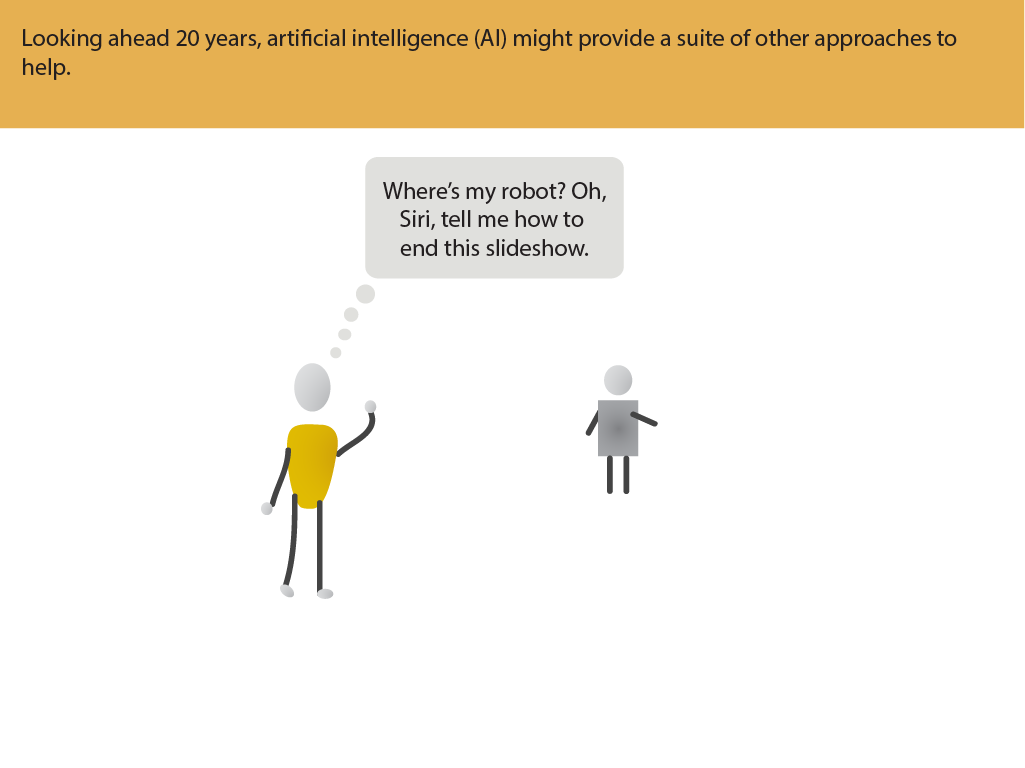 Looking ahead 20 years, artificial intelligence (AI) might provide a suite of other approaches to
help.
Where's my robot? Oh,
Siri, tell me how to
end this slideshow.